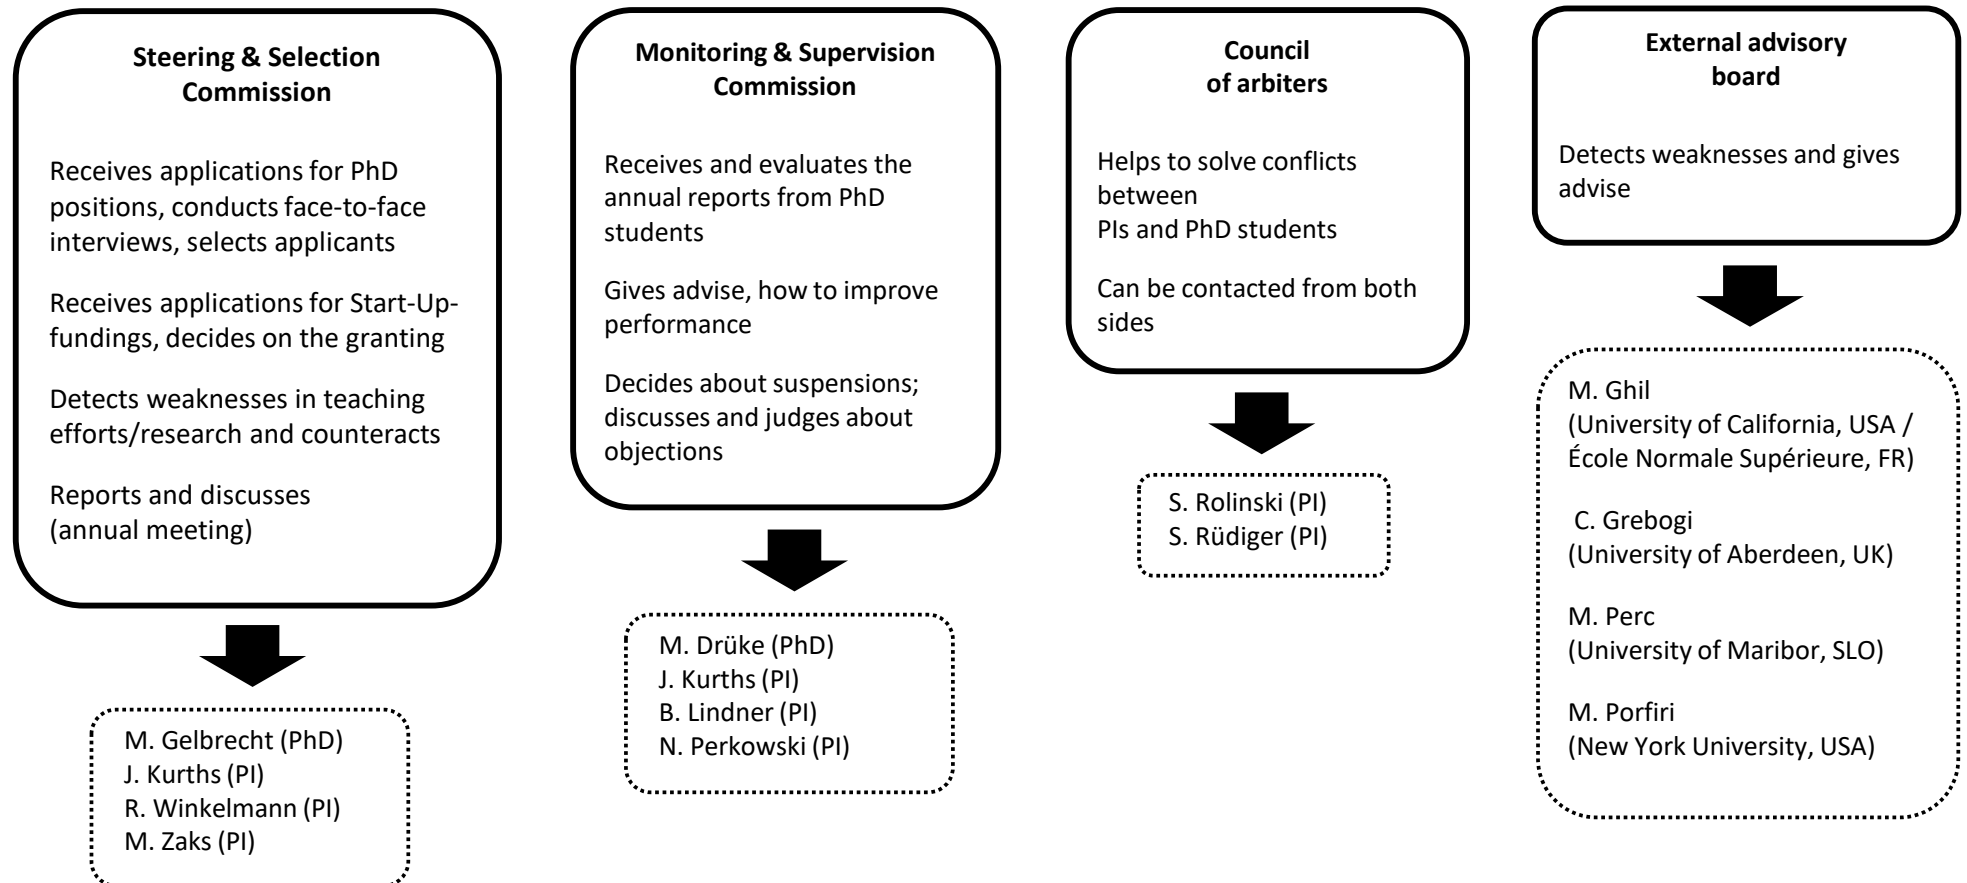 Steering & Selection
Commission
Receives applications for PhD
positions, conducts face-to-face
interviews, selects applicants
Receives applications for Start-Up-
fundings, decides on the granting
Detects weaknesses in teaching
efforts/research and counteracts
Reports and discusses
(annual meeting)
M. Gelbrecht (PhD)
J. Kurths (PI)
R. Winkelmann (PI)
M. Zaks (PI)
Monitoring & Supervision
Commission
Receives and evaluates the
annual reports from PhD
students
Gives advise, how to improve
performance
Decides about suspensions;
discusses and judges about
objections
M. Drüke (PhD)
J. Kurths (PI)
B. Lindner (PI)
N. Perkowski (PI)
Council
of arbiters
Helps to solve conflicts
between
PIs and PhD students
Can be contacted from both
sides
S. Rolinski (PI)
S. Rüdiger (PI)
External advisory
board
Detects weaknesses and gives
advise
M. Ghil
(University of California, USA /
École Normale Supérieure, FR)
C. Grebogi
(University of Aberdeen, UK)
M. Perc
(University of Maribor, SLO)
M. Porfiri
(New York University, USA)